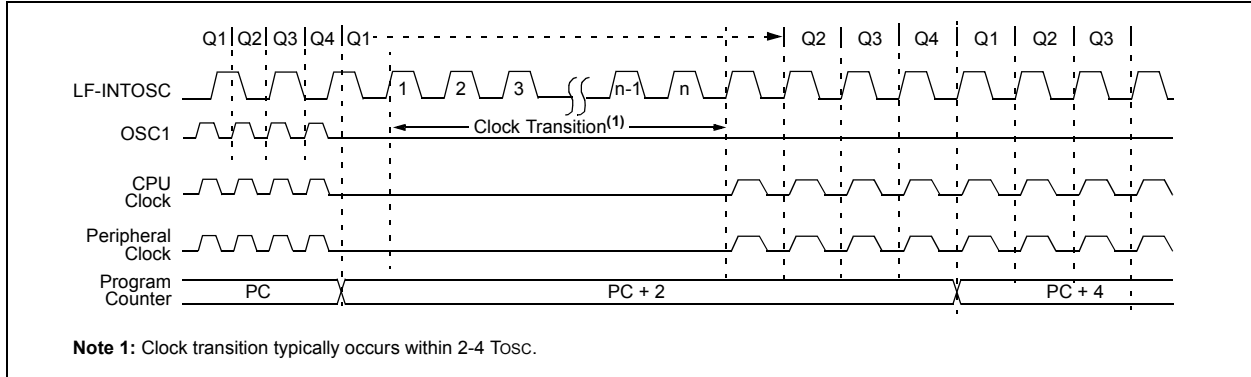 Q1 Q2 Q3 Q4 Q1 Q2 Q3 Q4 Q1 Q2 Q3
LF-INTOSC 1 2 3 n-1 n
Clock Transition(1)
OSC1
CPU
Clock
Peripheral
Clock
Program
Counter
PC PC + 2 PC + 4
Note 1: Clock transition typically occurs within 2-4 TOSC.